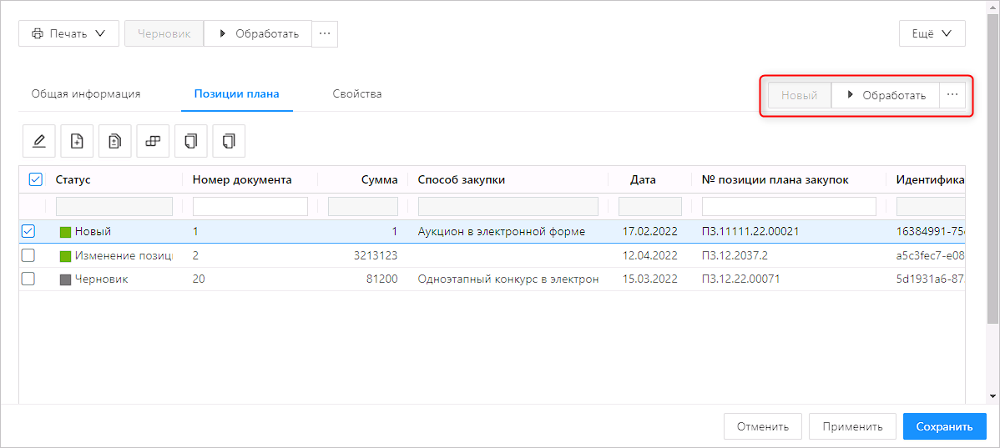 Печать Черновик Обработать ... Ещё
Общая информация Позиции плана Свойства Новый Обработать ...
Статус Номер документа Сумма Способ закупки Дата № позиции плана закупок Идентифика
Новый 1 1 Аукцион в электронной форме 17.02.2022 ПЗ.11111.22.00021 16384991-75
Изменение позиц 2 3213123 12.04.2022 ПЗ.12.2037.2 a5c3fec7-e08
Черновик 20 81200 Одноэтапный конкурс в электрон 15.03.2022 ПЗ.12.22.00071 5d1931a6-87
Отменить Применить Сохранить